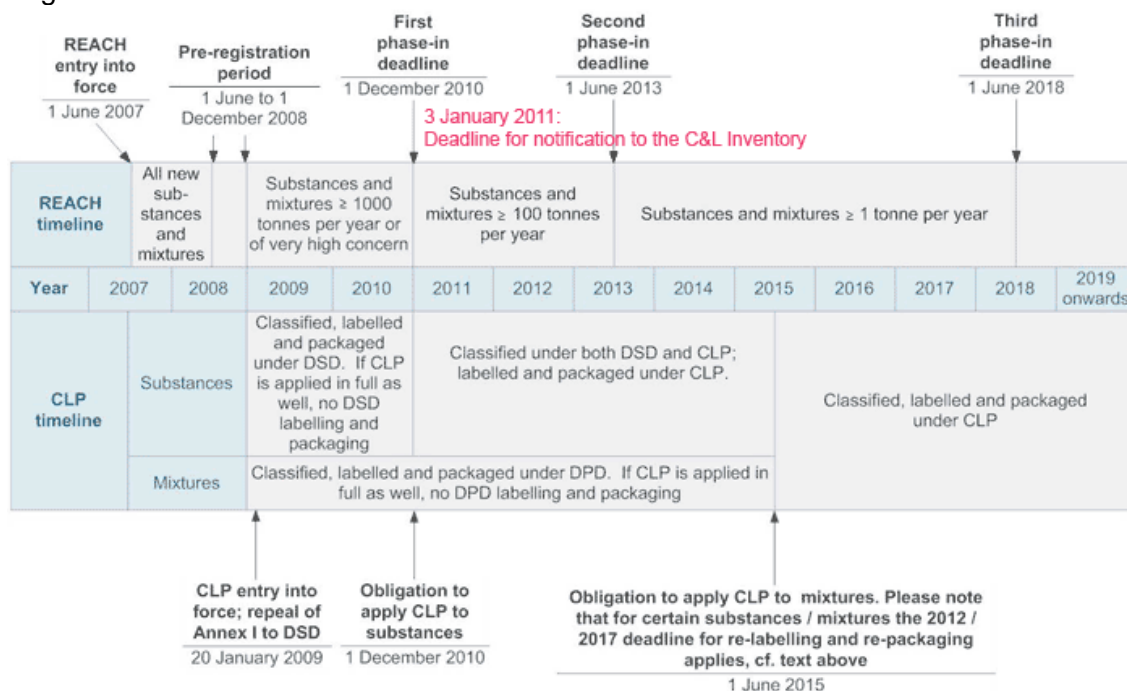 REACH
entry into
force
1 June 2007
Pre-registration
period
1 June to 1
December 2008
First
phase-in
deadline
1 December 2010
Second
phase-in
deadline
1 June 2013
Third
phase-in
deadline
1 June 2018
3 January 2011:
Deadline for notification to the C&L Inventory
REACH
timeline
All new
sub-
stances
and
mixtures
Substances and
mixtures ≥ 1000
tonnes per year or
of very high concern
Substances and
mixtures ≥ 100 tonnes
per year
Substances and mixtures ≥ 1 tonne per year
Year
2007
2008
2009
2010
2011
2012
2013
2014
2015
2016
2017
2018
2019
onwards
CLP
timeline
Substances
Classified, labelled
and packaged
under DSD. If CLP
is applied in full as
well, no DSD
labelling and
packaging
Classified under both DSD and CLP;
labelled and packaged under CLP.
Classified, labelled and packaged
under CLP
Mixtures
Classified, labelled and packaged under DPD. If CLP is applied in
full as well, no DPD labelling and packaging
CLP entry into
force; repeal of
Annex I to DSD
20 January 2009
Obligation to
apply CLP to
substances
1 December 2010
Obligation to apply CLP to mixtures. Please note
that for certain substances / mixtures the 2012 /
2017 deadline for re-labelling and re-packaging
applies, cf. text above
1 June 2015